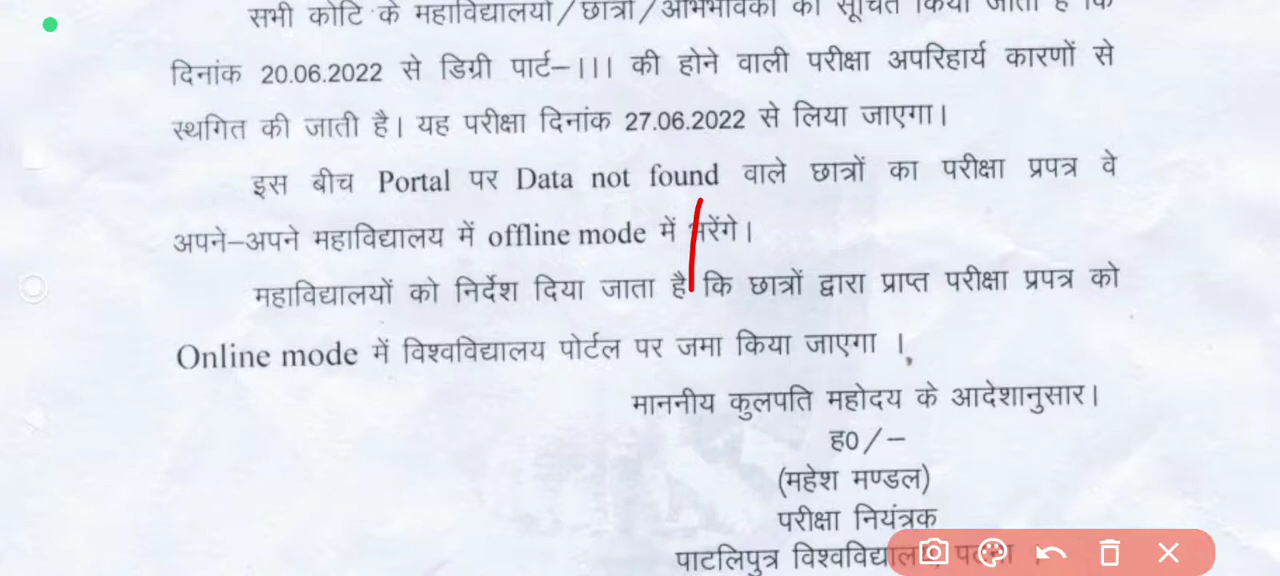 सभी कोटि के महाविद्यालयों/छात्रों/अभिभावकों को सूचित किया जाता है कि
दिनांक 20.06.2022 से डिग्री पार्ट-।।। की होने वाली परीक्षा अपरिहार्य कारणों से
स्थगित की जाती है। यह परीक्षा दिनांक 27.06.2022 से लिया जाएगा।
इस बीच Portal पर Data not found वाले छात्रों का परीक्षा प्रपत्र वे
अपने-अपने महाविद्यालय में offline mode में भरेंगे।
महाविद्यालयों को निर्देश दिया जाता है कि छात्रों द्वारा प्राप्त परीक्षा प्रपत्र को
Online mode में विश्वविद्यालय पोर्टल पर जमा किया जाएगा ।
माननीय कुलपति महोदय के आदेशानुसार।
ह0/-
(महेश मण्डल)
परीक्षा नियंत्रक
पाटलिपुत्र विश्वविद्यालय, पटना ।